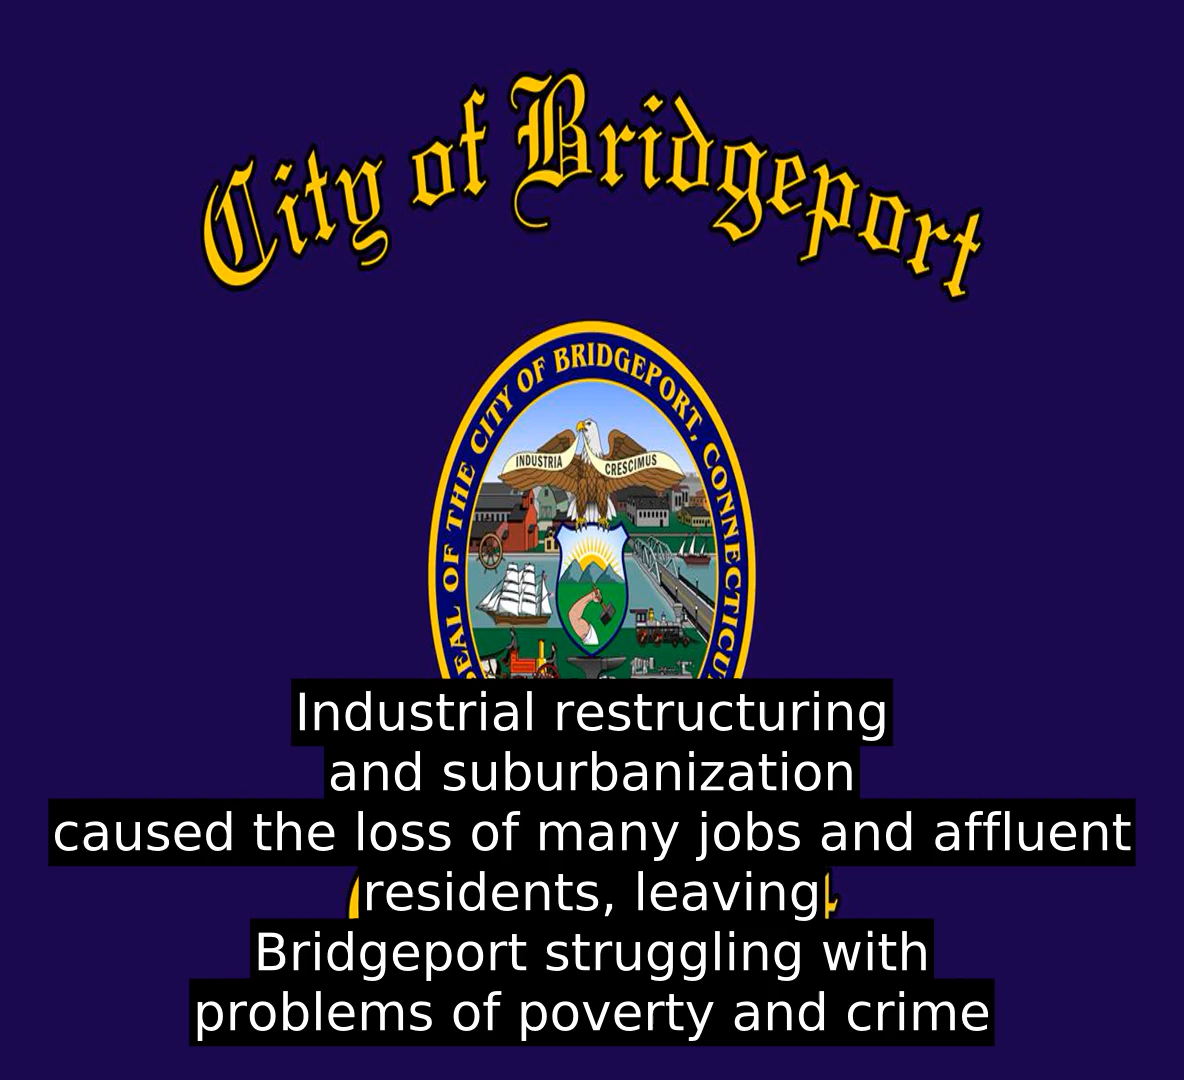 City of Bridgeport
SEAL OF THE CITY OF BRIDGEPORT, CONNECTICUT
INDUSTRIA CRESCIMUS
Industrial restructuring
and suburbanization
caused the loss of many jobs and affluent
residents, leaving
Bridgeport struggling with
problems of poverty and crime